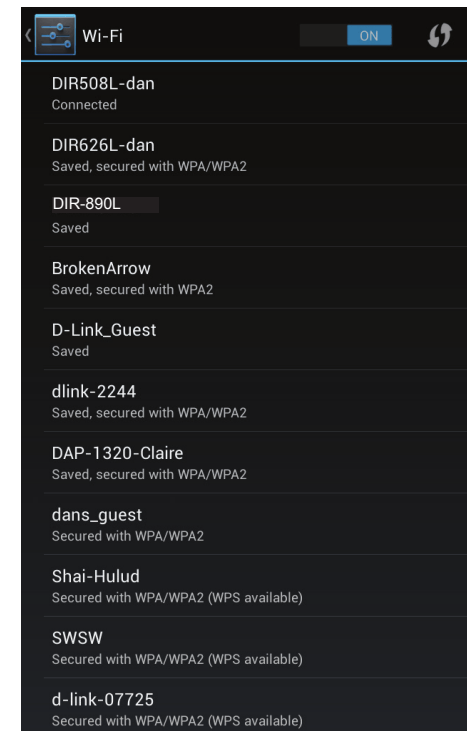 Wi-Fi ON
DIR508L-dan
Connected
DIR626L-dan
Saved, secured with WPA/WPA2
DIR-890L
Saved
BrokenArrow
Saved, secured with WPA2
D-Link_Guest
Saved
dlink-2244
Saved, secured with WPA/WPA2
DAP-1320-Claire
Saved, secured with WPA/WPA2
dans_guest
Secured with WPA/WPA2
Shai-Hulud
Secured with WPA/WPA2 (WPS available)
SWSW
Secured with WPA/WPA2 (WPS available)
d-link-07725
Secured with WPA/WPA2 (WPS available)